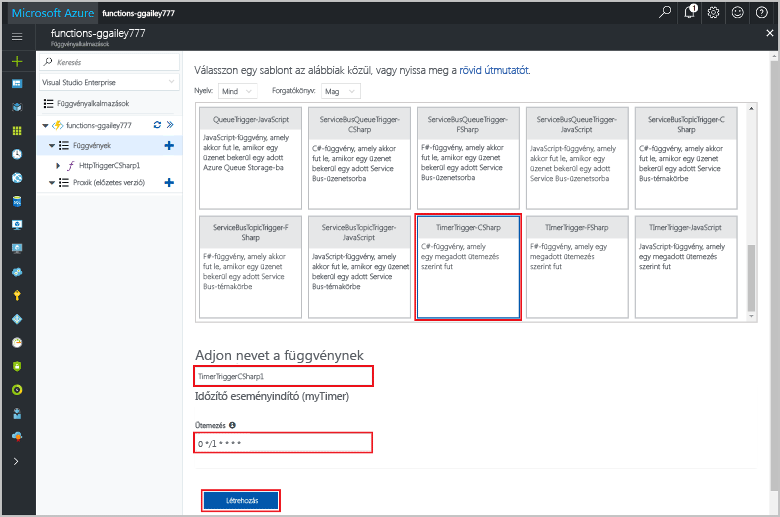 Microsoft Azure functions-ggailey777
1
functions-ggailey777
Függvényalkalmazások
Keresés
Visual Studio Enterprise
Függvényalkalmazások
functions-ggailey777
Függvények
HttpTriggerCSharp1
Proxik (előzetes verzió)
Válasszon egy sablont az alábbiak közül, vagy nyissa meg a rövid útmutatót.
Nyelv: Mind Forgatókönyv: Mag
QueueTrigger-JavaScript
JavaScript-függvény, amely
akkor fut le, amikor egy
üzenet bekerül egy adott
Azure Queue Storage-ba
ServiceBusQueueTrigger-
CSharp
C#-függvény, amely akkor
fut le, amikor egy üzenet
bekerül egy adott Service
Bus-üzenetsorba
ServiceBusQueueTrigger-
FSharp
F#-függvény, amely akkor
fut le, amikor egy üzenet
bekerül egy adott Service
Bus-üzenetsorba
ServiceBusQueueTrigger-
JavaScript
JavaScript-függvény, amely
akkor fut le, amikor egy
üzenet bekerül egy adott
Service Bus-üzenetsorba
ServiceBusTopicTrigger-C
Sharp
C#-függvény, amely akkor
fut le, amikor egy üzenet
bekerül egy adott Service
Bus-témakörbe
ServiceBusTopicTrigger-F
Sharp
F#-függvény, amely akkor
fut le, amikor egy üzenet
bekerül egy adott Service
Bus-témakörbe
ServiceBusTopicTrigger-
JavaScript
JavaScript-függvény, amely
akkor fut le, amikor egy üzenet
bekerül egy adott Service
Bus-témakörbe
TimerTrigger-CSharp
C#-függvény, amely
egy megadott ütemezés
szerint fut
TImerTrigger-FSharp
F#-függvény, amely egy
megadott ütemezés
szerint fut
TImerTrigger-JavaScript
JavaScript-függvény, amely
egy megadott ütemezés
szerint fut
Adjon nevet a függvénynek
TimerTriggerCSharp1
Időzítő eseményindító (myTimer)
Ütemezés
0 */1 * * * *
Létrehozás